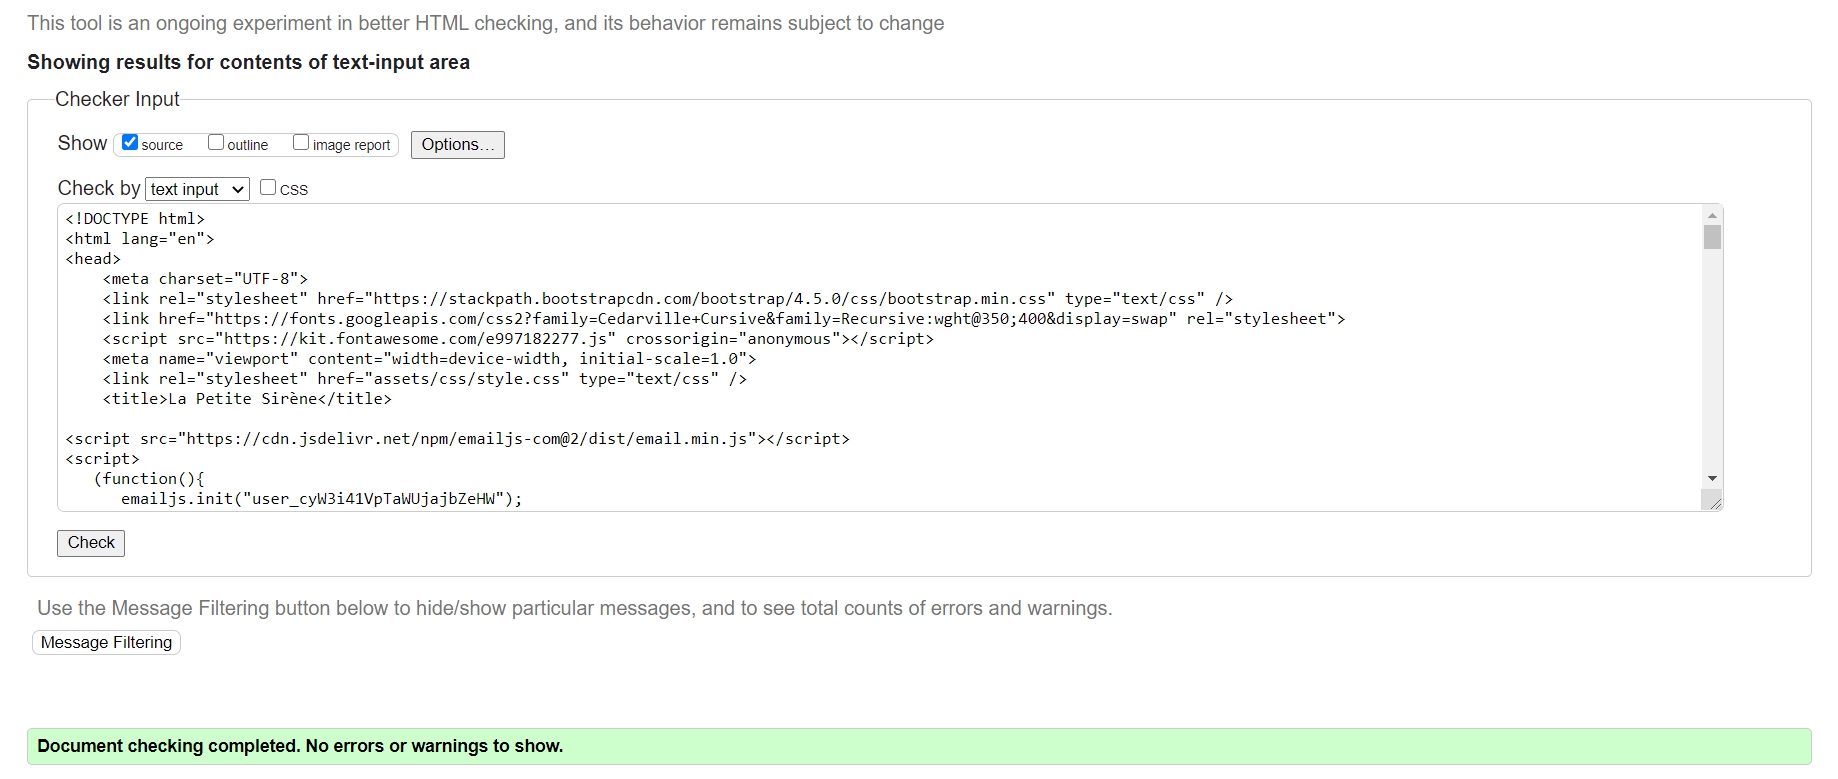 This tool is an ongoing experiment in better HTML checking, and its behavior remains subject to change
Showing results for contents of text-input area
Checker Input
Show source outline image report Options...
Check by text input CSS
<!DOCTYPE html>
<html lang="en">
<head>
    <meta charset="UTF-8">
    <link rel="stylesheet" href="https://stackpath.bootstrapcdn.com/bootstrap/4.5.0/css/bootstrap.min.css" type="text/css" />
    <link href="https://fonts.googleapis.com/css2?family=Cedarville+Cursive&family=Recursive:wght@350;400&display=swap" rel="stylesheet">
    <script src="https://kit.fontawesome.com/e997182277.js" crossorigin="anonymous"></script>
    <meta name="viewport" content="width=device-width, initial-scale=1.0">
    <link rel="stylesheet" href="assets/css/style.css" type="text/css" />
    <title>La Petite Sirène</title>
<script src="https://cdn.jsdelivr.net/npm/emailjs-com@2/dist/email.min.js"></script>
<script>
   (function(){
      emailjs.init("user_cyW3i41VpTaWUjajbZeHW");
Check
Use the Message Filtering button below to hide/show particular messages, and to see total counts of errors and warnings.
Message Filtering
Document checking completed. No errors or warnings to show.